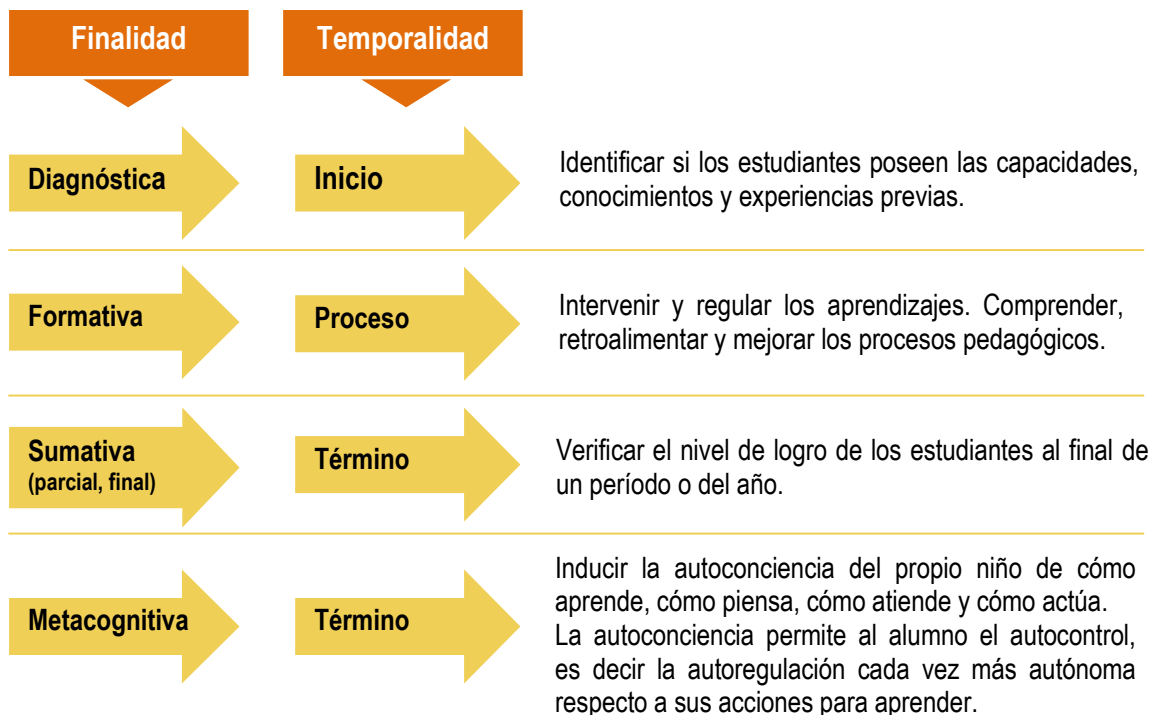 Finalidad
Temporalidad
Diagnóstica
Inicio
Identificar si los estudiantes poseen las capacidades,
conocimientos y experiencias previas.
Formativa
Proceso
Intervenir y regular los aprendizajes. Comprender,
retroalimentar y mejorar los procesos pedagógicos.
Sumativa
(parcial, final)
Término
Verificar el nivel de logro de los estudiantes al final de
un período o del año.
Metacognitiva
Término
Inducir la autoconciencia del propio niño de cómo
aprende, cómo piensa, cómo atiende y cómo actúa.
La autoconciencia permite al alumno el autocontrol,
es decir la autoregulación cada vez más autónoma
respecto a sus acciones para aprender.